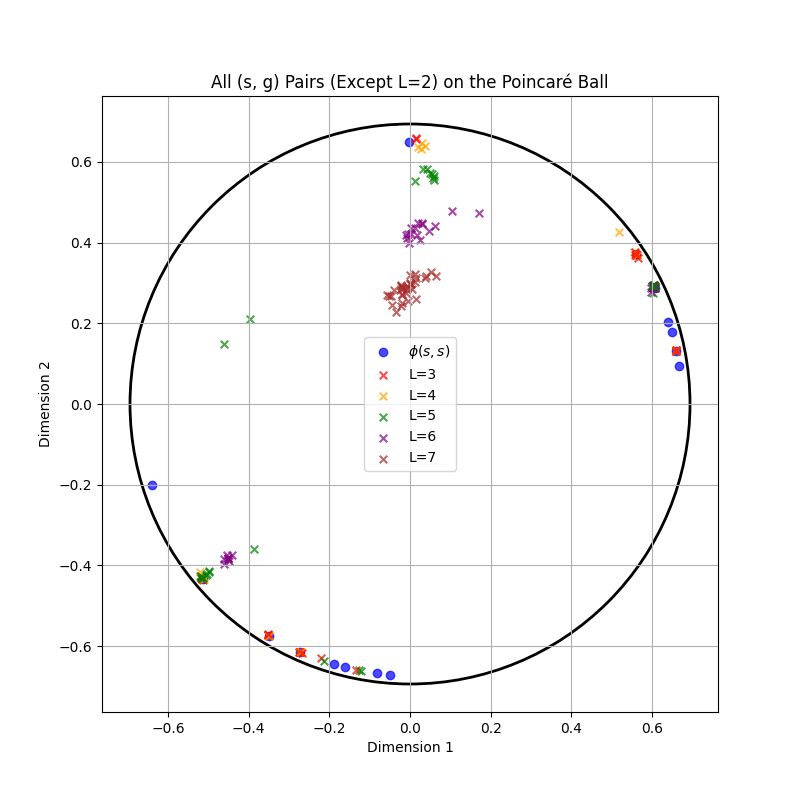 All (s, g) Pairs (Except L=2) on the Poincaré Ball
Dimension 2
0.6
0.4
0.2
0.0
−0.2
−0.4
−0.6
ϕ(s, s)
L=3
L=4
L=5
L=6
L=7
−0.6 −0.4 −0.2 0.0 0.2 0.4 0.6
Dimension 1